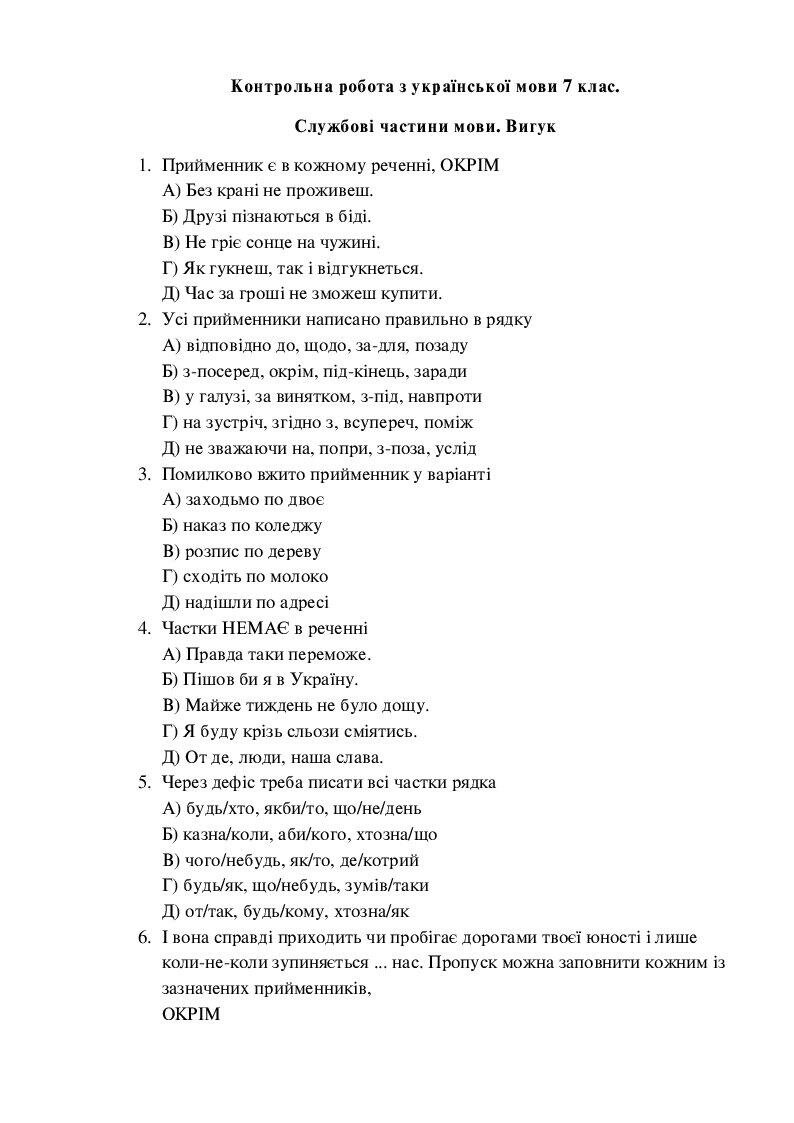 Контрольна робота з української мови 7 клас.
Службові частини мови. Вигук
1. Прийменник є в кожному реченні, ОКРІМ
А) Без крані не проживеш.
Б) Друзі пізнаються в біді.
В) Не гріє сонце на чужині.
Г) Як гукнеш, так і відгукнеться.
Д) Час за гроші не зможеш купити.
2. Усі прийменники написано правильно в рядку
А) відповідно до, щодо, за-для, позаду
Б) з-посеред, окрім, під-кінець, заради
В) у галузі, за винятком, з-під, навпроти
Г) на зустріч, згідно з, всупереч, поміж
Д) не зважаючи на, попри, з-поза, услід
3. Помилково вжито прийменник у варіанті
А) заходьмо по двоє
Б) наказ по коледжу
В) розпис по дереву
Г) сходіть по молоко
Д) надішли по адресі
4. Частки НЕМАЄ в реченні
А) Правда таки переможе.
Б) Пішов би я в Україну.
В) Майже тиждень не було дощу.
Г) Я буду крізь сльози сміятись.
Д) От де, люди, наша слава.
5. Через дефіс треба писати всі частки рядка
А) будь/хто, якби/то, що/не/день
Б) казна/коли, аби/кого, хтозна/що
В) чого/небудь, як/то, де/котрий
Г) будь/як, що/небудь, зумів/таки
Д) от/так, будь/кому, хтозна/як
6. І вона справді приходить чи пробігає дорогами твоєї юності і лише
коли-не-коли зупиняється ... нас. Пропуск можна заповнити кожним із
зазначених прийменників,
ОКРІМ